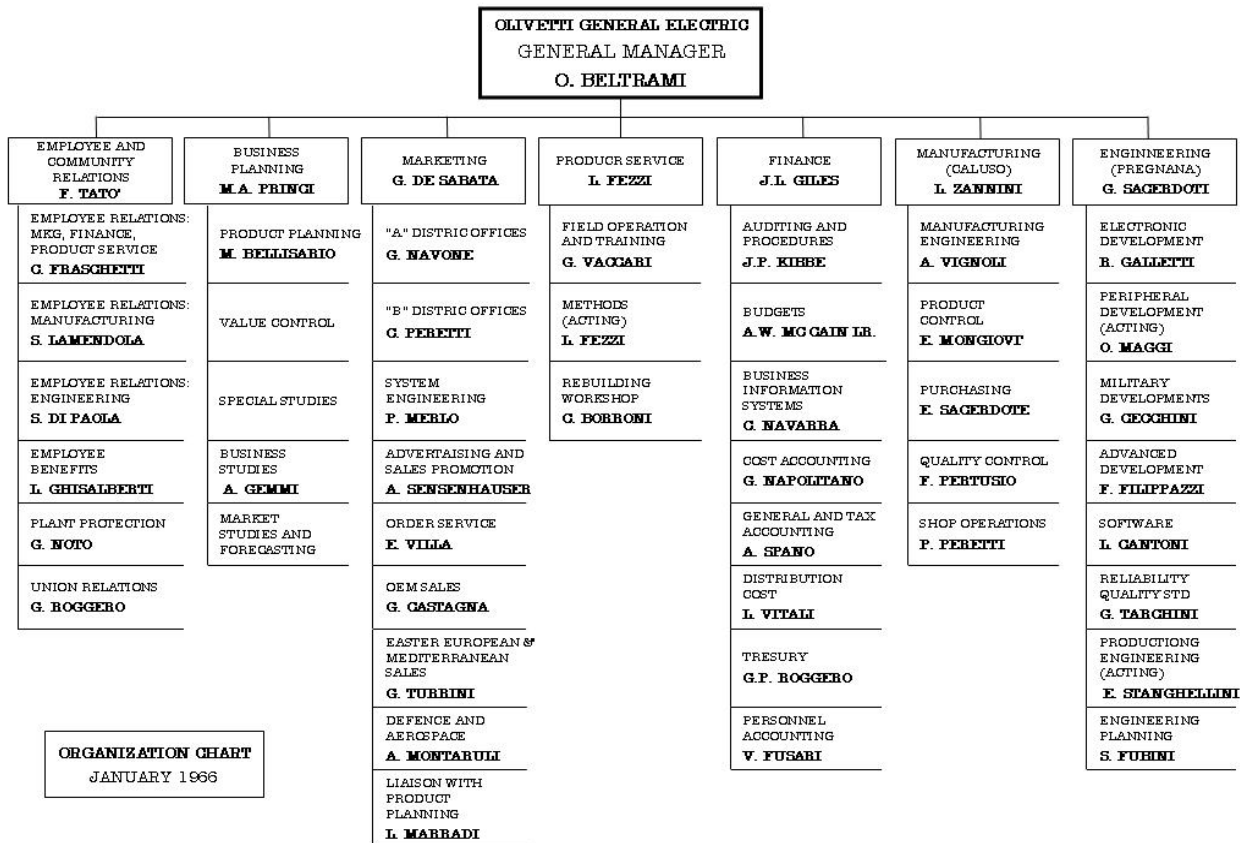 OLIVETTI GENERAL ELECTRIC
GENERAL MANAGER
O. BELTRAMI
EMPLOYEE AND
COMMUNITY
RELATIONS
F. TATO'
EMPLOYEE RELATIONS:
MKG, FINANCE,
PRODUCT SERVICE
C. FRASCHETTI
EMPLOYEE RELATIONS:
MANUFACTURING
S. LAMENDOLA
EMPLOYEE RELATIONS:
ENGINEERING
S. DI PAOLA
EMPLOYEE
BENEFITS
L. GHISALBERTI
PLANT PROTECTION
G. NOTO
UNION RELATIONS
G. ROGGERO
BUSINESS
PLANNING
M.A. PRINCI
PRODUCT PLANNING
M. BELLISARIO
VALUE CONTROL
SPECIAL STUDIES
BUSINESS
STUDIES
A. GEMMI
MARKET
STUDIES AND
FORECASTING
MARKETING
G. DE SABATA
"A" DISTRIC OFFICES
G. NAVONE
"B" DISTRIC OFFICES
C. PERETTI
SYSTEM
ENGINEERING
P. MERLO
ADVERTAISING AND
SALES PROMOTION
A. SENSENHAUSER
ORDER SERVICE
E. VILLA
OEM SALES
G. CASTAGNA
EASTER EUROPEAN &
MEDITERRANEAN
SALES
G. TURRINI
DEFENCE AND
AEROSPACE
A. MONTARULI
LIAISON WITH
PRODUCT
PLANNING
L. MARRADI
PRODUCR SERVICE
L. FEZZI
FIELD OPERATION
AND TRAINING
G. VACCARI
METHODS
(ACTING)
L. FEZZI
REBUILDING
WORKSHOP
C. BORRONI
FINANCE
J.L. GILES
AUDITING AND
PROCEDURES
J.P. KIBBE
BUDGETS
A.W. MC CAIN LR.
BUSINESS
INFORMATION
SYSTEMS
C. NAVARRA
COST ACCOUNTING
G. NAPOLITANO
GENERAL AND TAX
ACCOUNTING
A. SPANO
DISTRIBUTION
COST
L. VITALI
TRESURY
G.P. ROGGERO
PERSONNEL
ACCOUNTING
V. FUSARI
MANUFACTURING
(CALUSO)
L. ZANNINI
MANUFACTURING
ENGINEERING
A. VIGNOLI
PRODUCT
CONTROL
E. MONGIOVI'
PURCHASING
E. SACERDOTE
QUALITY CONTROL
F. PERTUSIO
SHOP OPERATIONS
P. PERETTI
ENGINNEERING
(PREGNANA)
G. SACERDOTI
ELECTRONIC
DEVELOPMENT
R. GALLETTI
PERIPHERAL
DEVELOPMENT
(ACTING)
O. MAGGI
MILITARY
DEVELOPMENTS
G. CECCHINI
ADVANCED
DEVELOPMENT
F. FILIPPAZZI
SOFTWARE
L. CANTONI
RELIABILITY
QUALITY STD
G. TARCHINI
PRODUCTIONG
ENGINEERING
(ACTING)
E. STANGHELLINI
ENGINEERING
PLANNING
S. FUBINI
ORGANIZATION CHART
JANUARY 1966